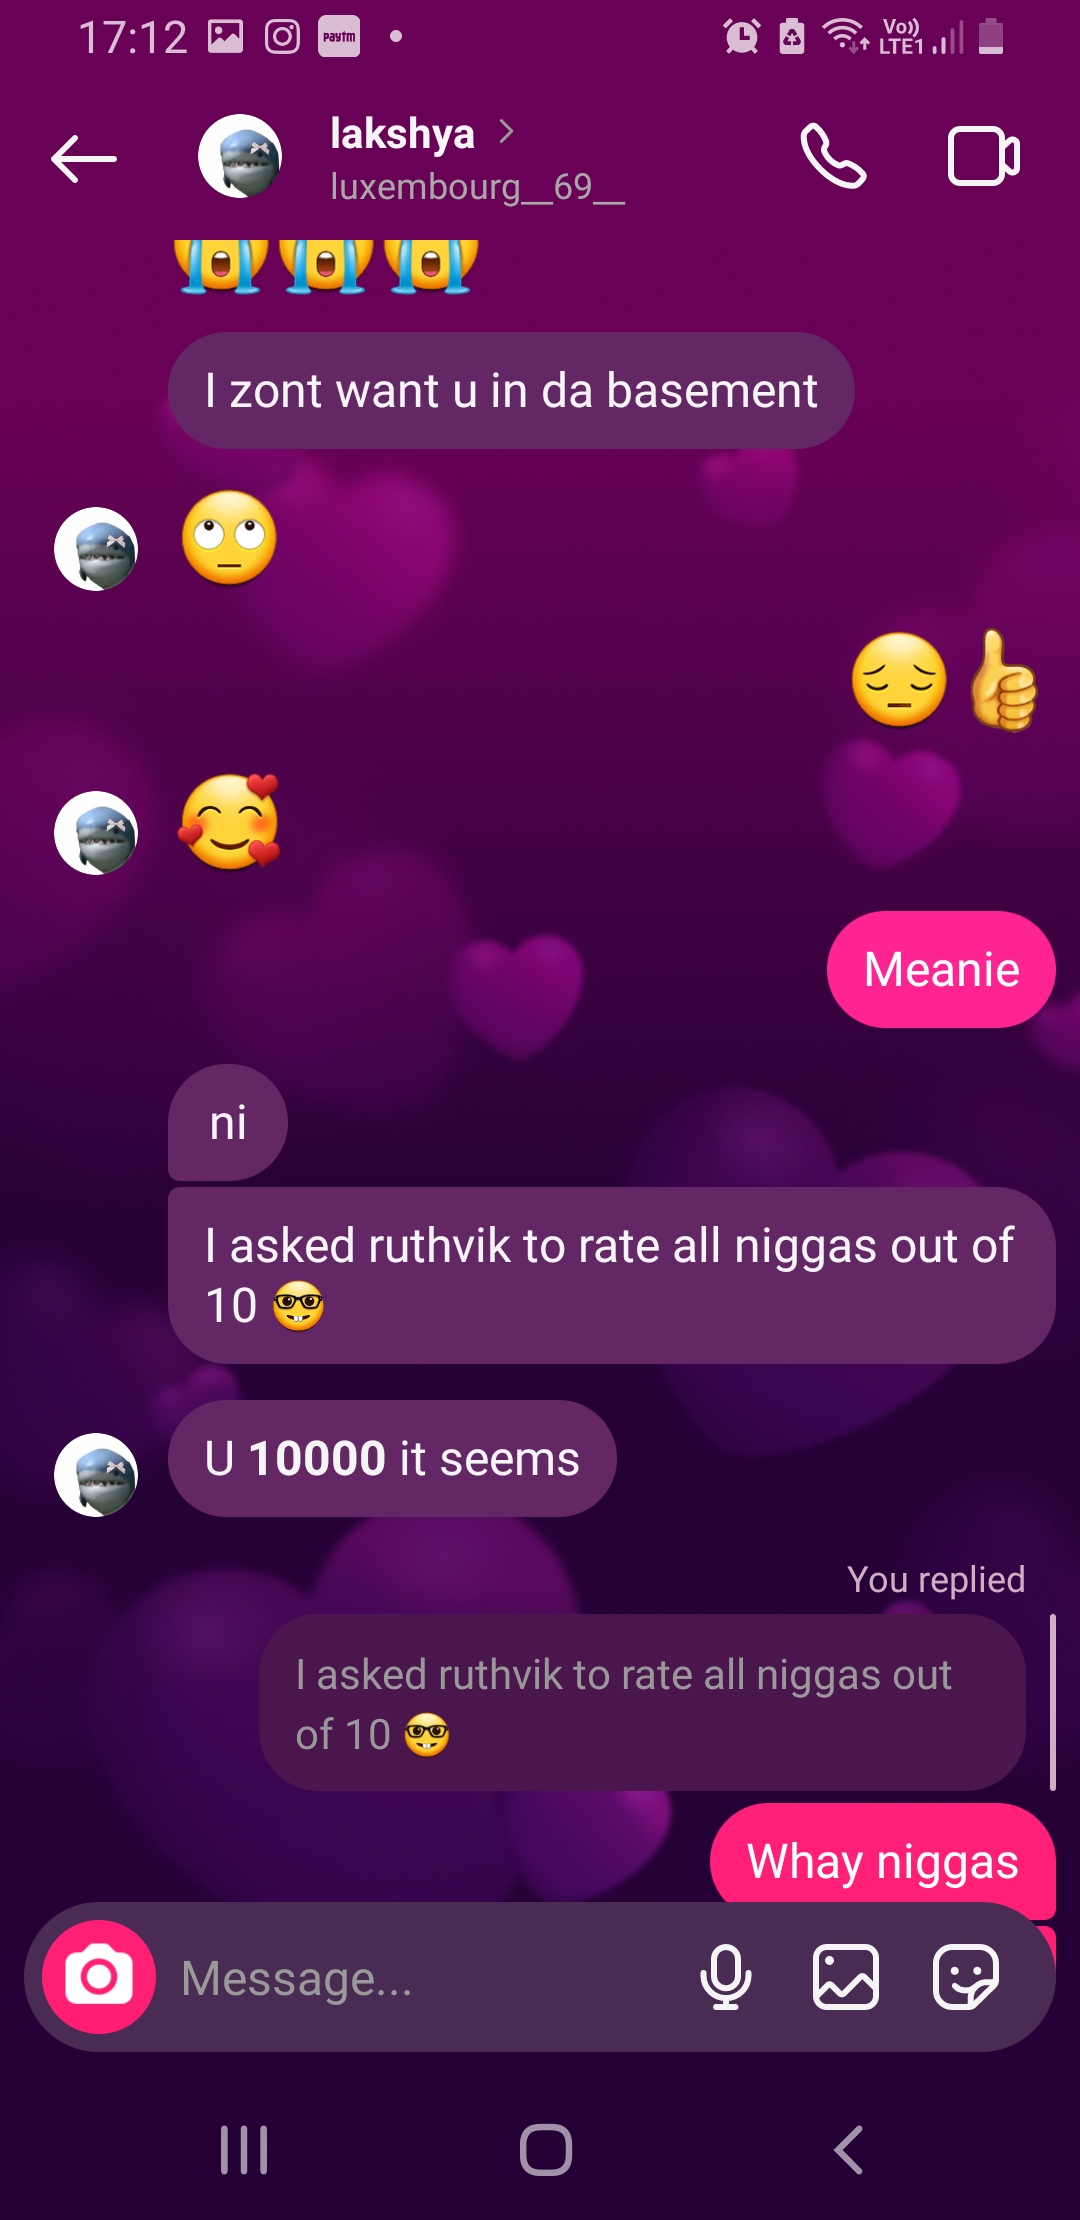 17:12
paytm
Vo))
LTE1
lakshya
luxembourg__69__
😭😭😭
I zont want u in da basement
🙄
😔👍
🥰
Meanie
ni
I asked ruthvik to rate all niggas out of
10 🤓
U 10000 it seems
You replied
I asked ruthvik to rate all niggas out
of 10 🤓
Whay niggas
Message...